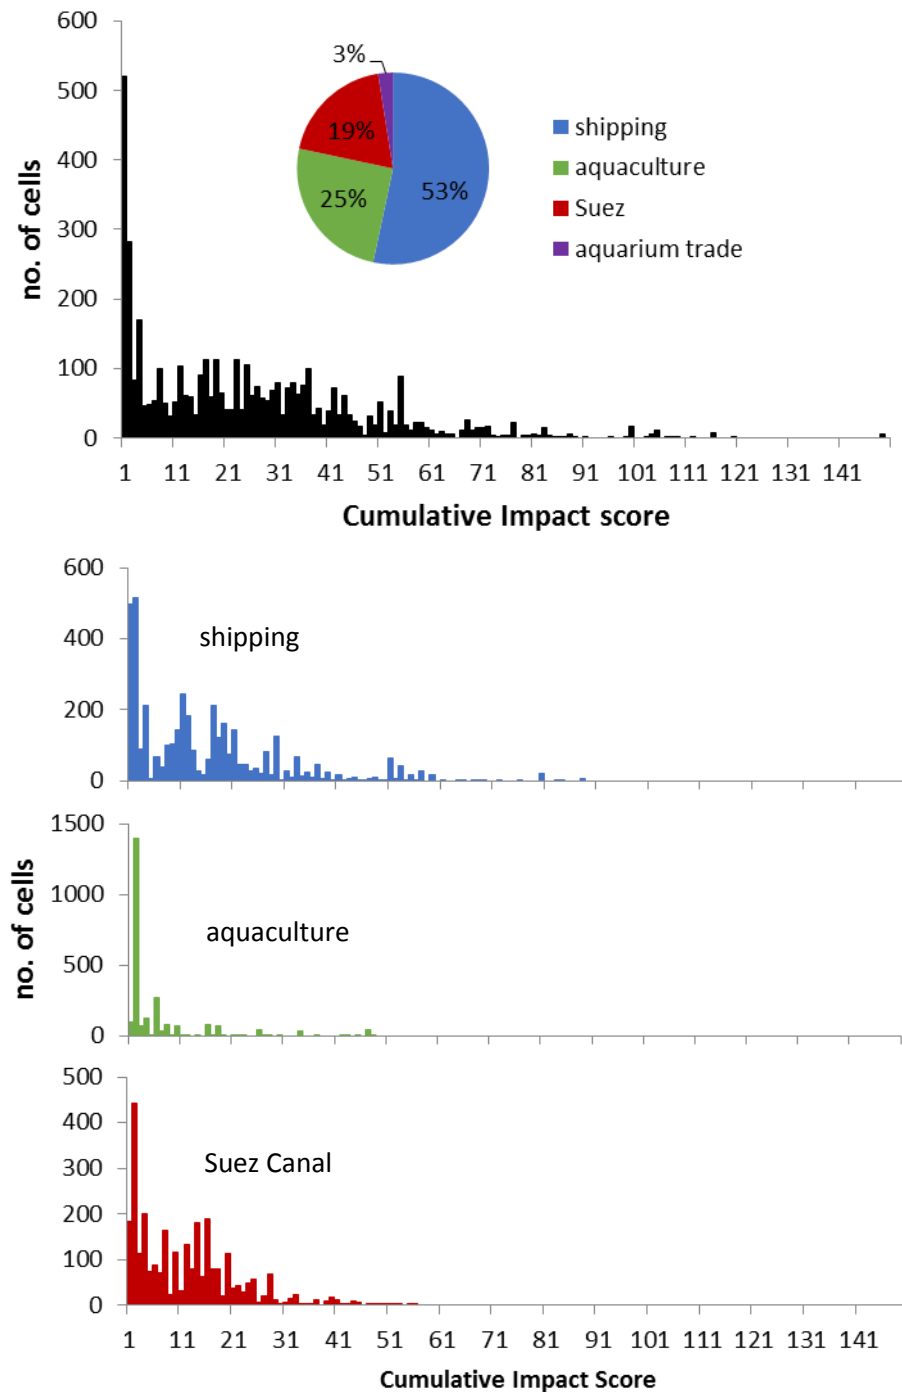 600
500
400
300
200
100
0
no. of cells
3%
19%
25%
53%
shipping
aquaculture
Suez
aquarium trade
1 11 21 31 41 51 61 71 81 91 101 111 121 131 141
Cumulative Impact score
600
400
200
0
shipping
1500
1000
500
0
no. of cells
aquaculture
500
400
300
200
100
0
Suez Canal
1 11 21 31 41 51 61 71 81 91 101 111 121 131 141
Cumulative Impact Score